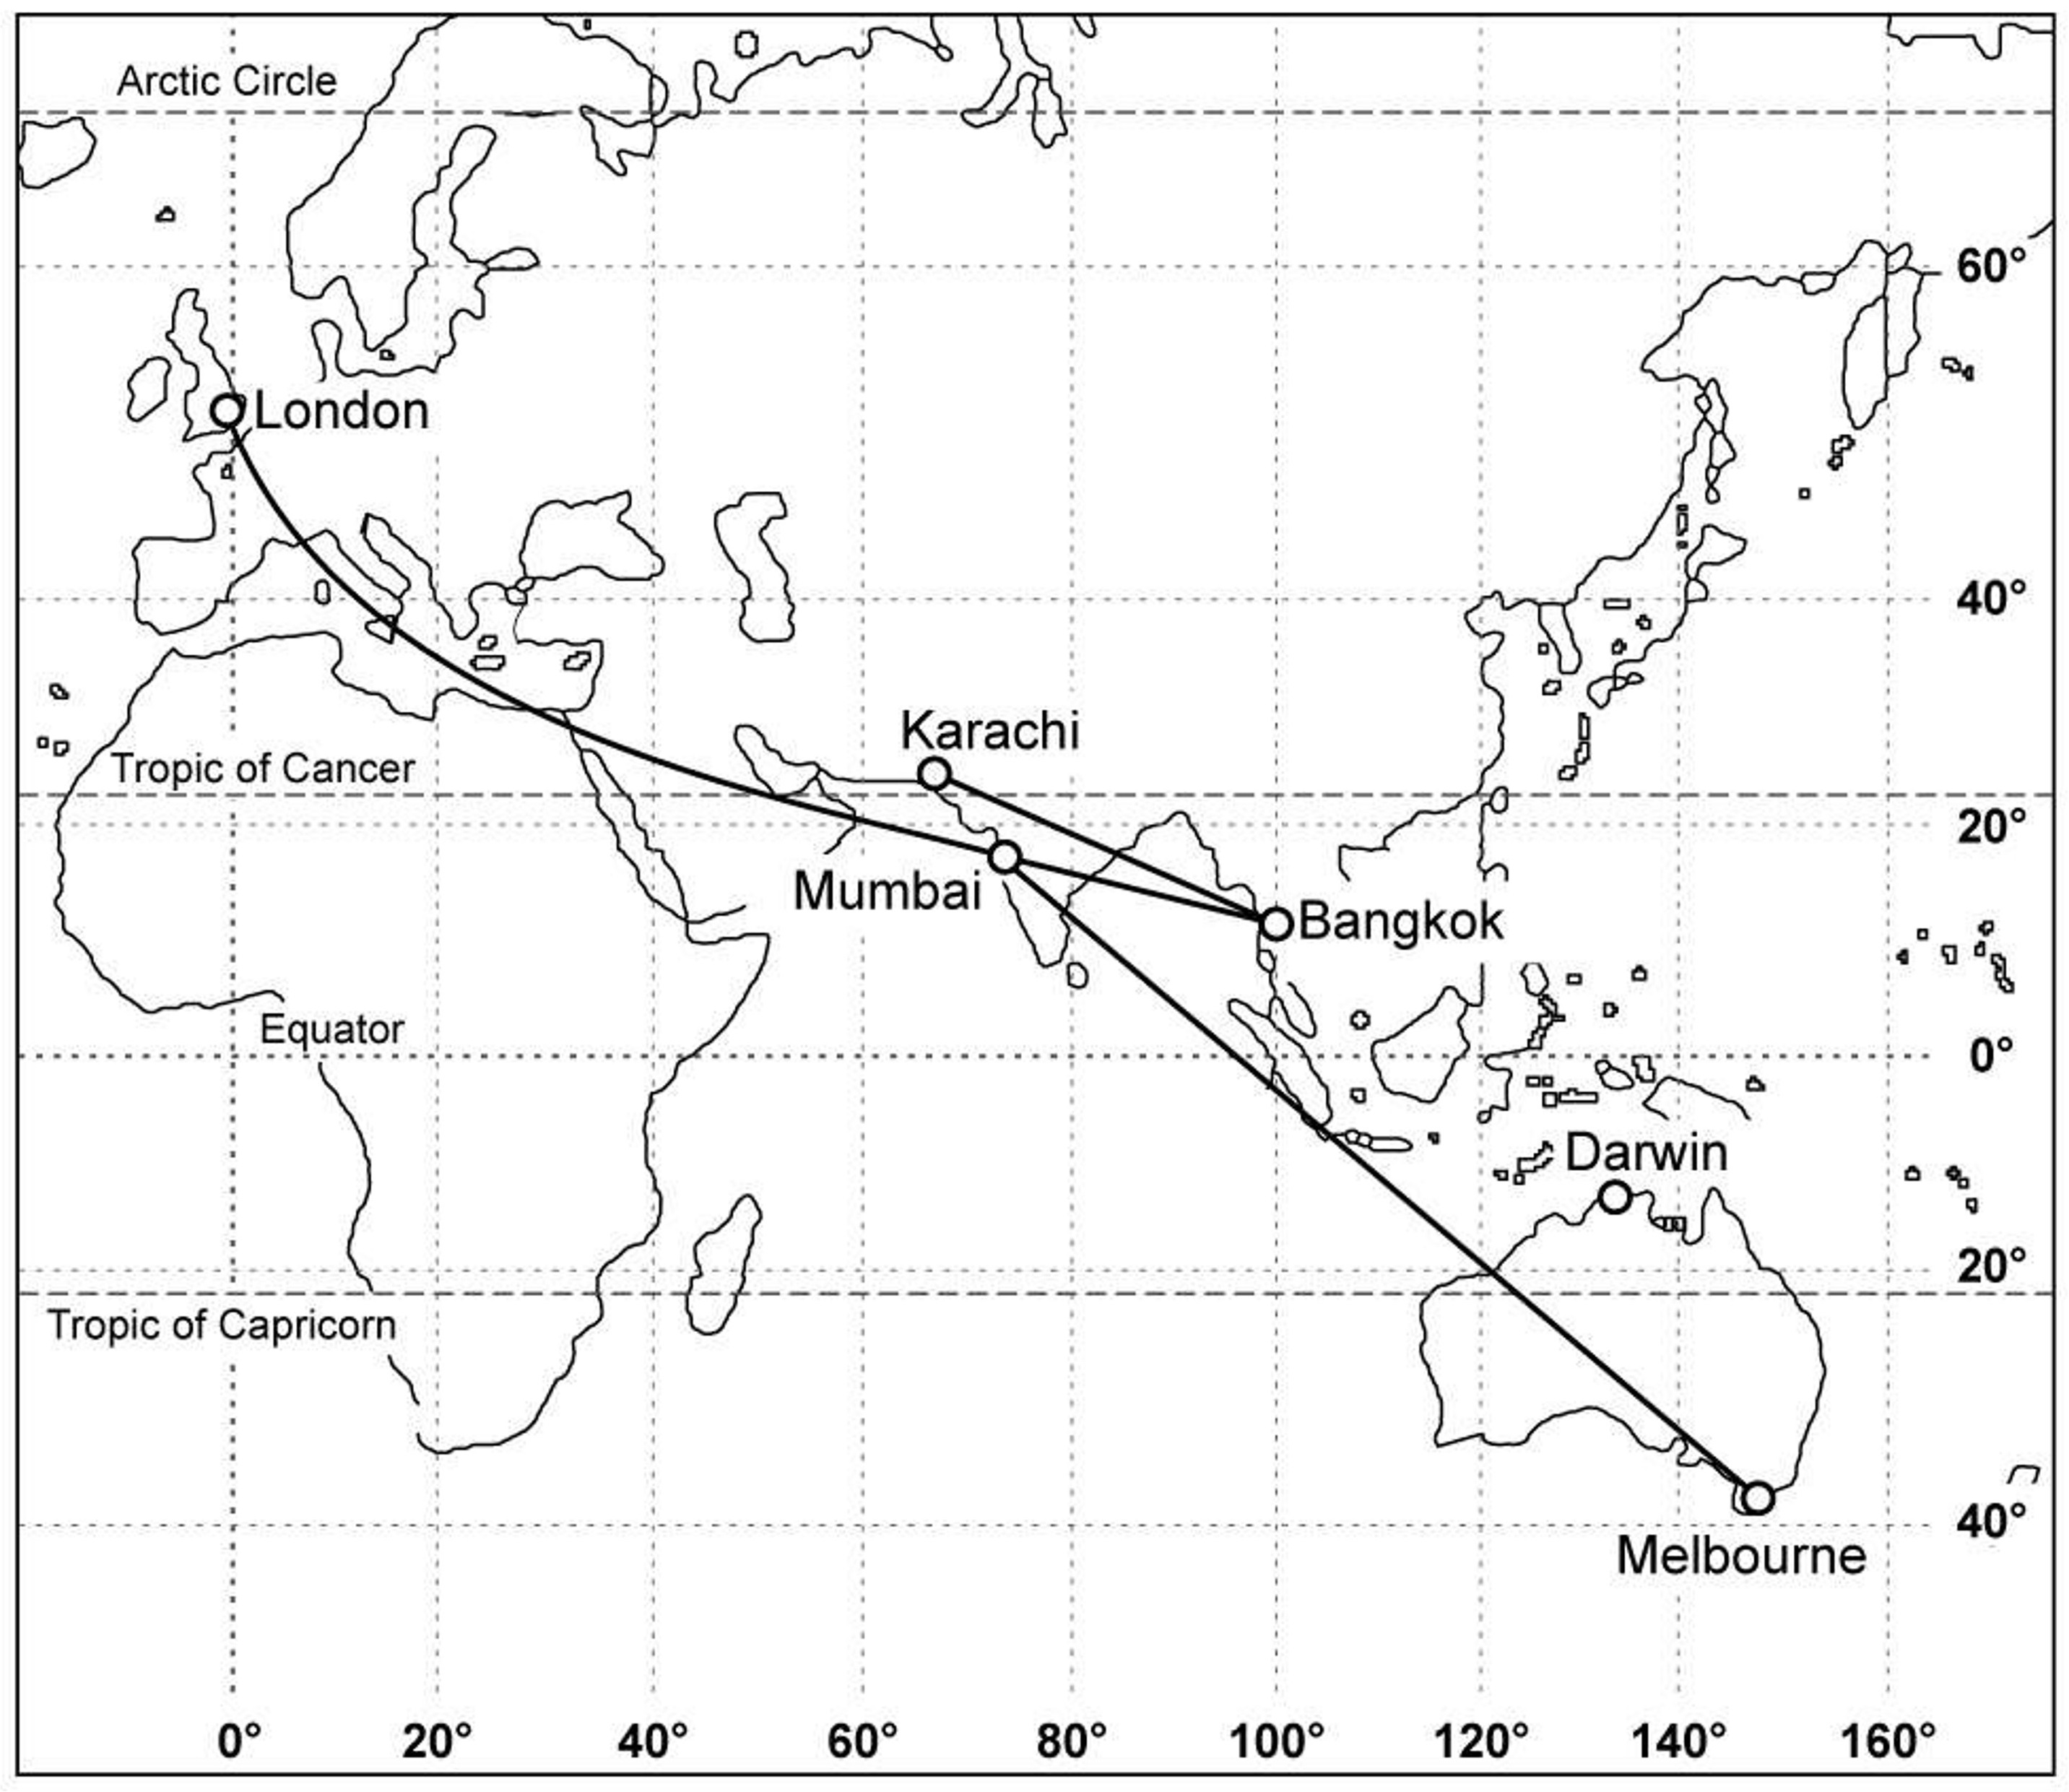 Arctic Circle
60°
London
40°
Karachi
Tropic of Cancer
20°
Mumbai
Bangkok
Equator
0°
Darwin
20°
Tropic of Capricorn
40°
Melbourne
0° 20° 40° 60° 80° 100° 120° 140° 160°